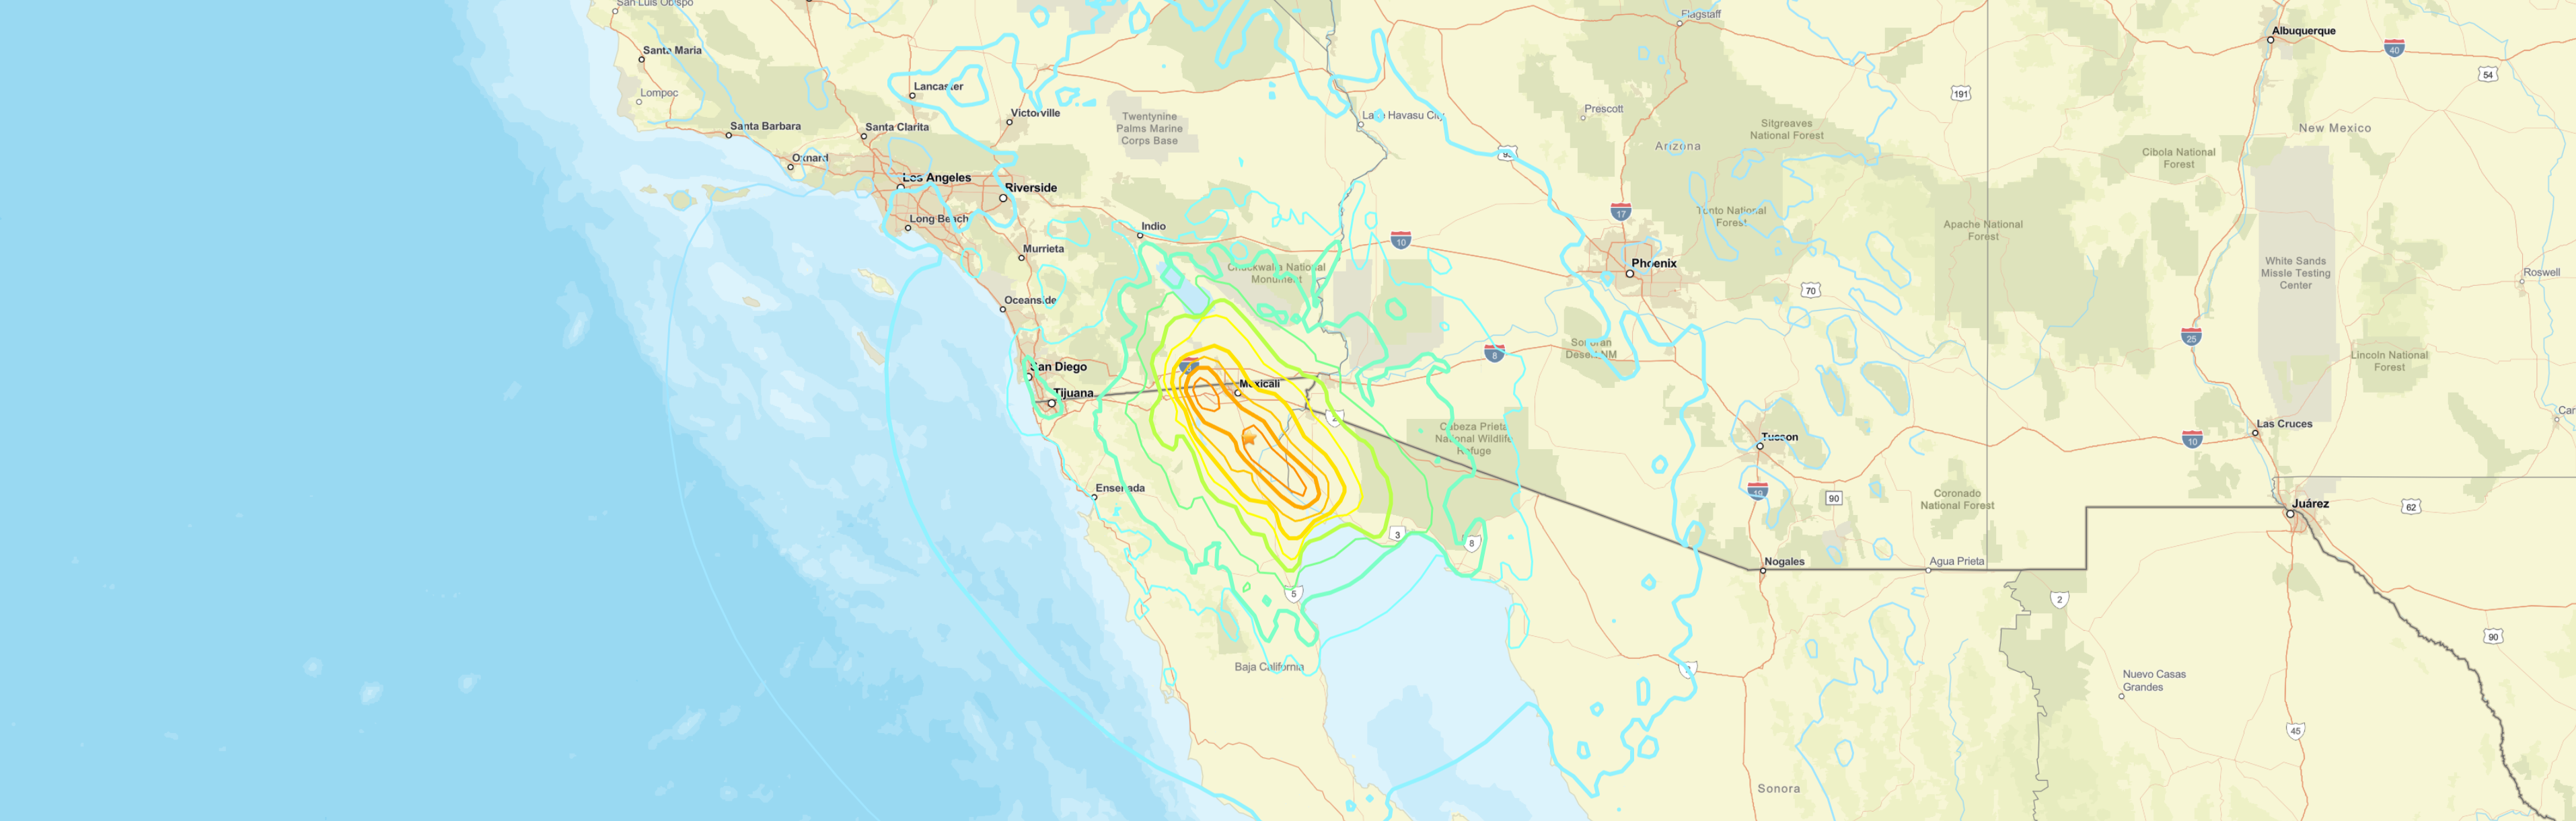 San Luis Obispo
Flagstaff
Albuquerque
40
Santa Maria
54
Lancaster
Lompoc
191
Victorville
Prescott
Lake Havasu City
Twentynine
Palms Marine
Corps Base
Santa Barbara
Santa Clarita
Sitgreaves
National Forest
New Mexico
Arizona
Oxnard
Cibola National
Forest
Los Angeles
Riverside
17
Tonto National
Forest
Long Beach
Apache National
Forest
Indio
10
Murrieta
Chuckwalla National
Monument
Phoenix
White Sands
Missle Testing
Center
Roswell
70
Oceanside
25
Sonoran
Desert NM
8
Lincoln National
Forest
San Diego
Mexicali
Tijuana
2
Cabeza Prieta
National Wildlife
Refuge
Las Cruces
Tucson
10
Ensenada
19
90
Coronado
National Forest
Juárez
62
3
8
Nogales
Agua Prieta
5
2
90
Baja California
Nuevo Casas
Grandes
45
Sonora